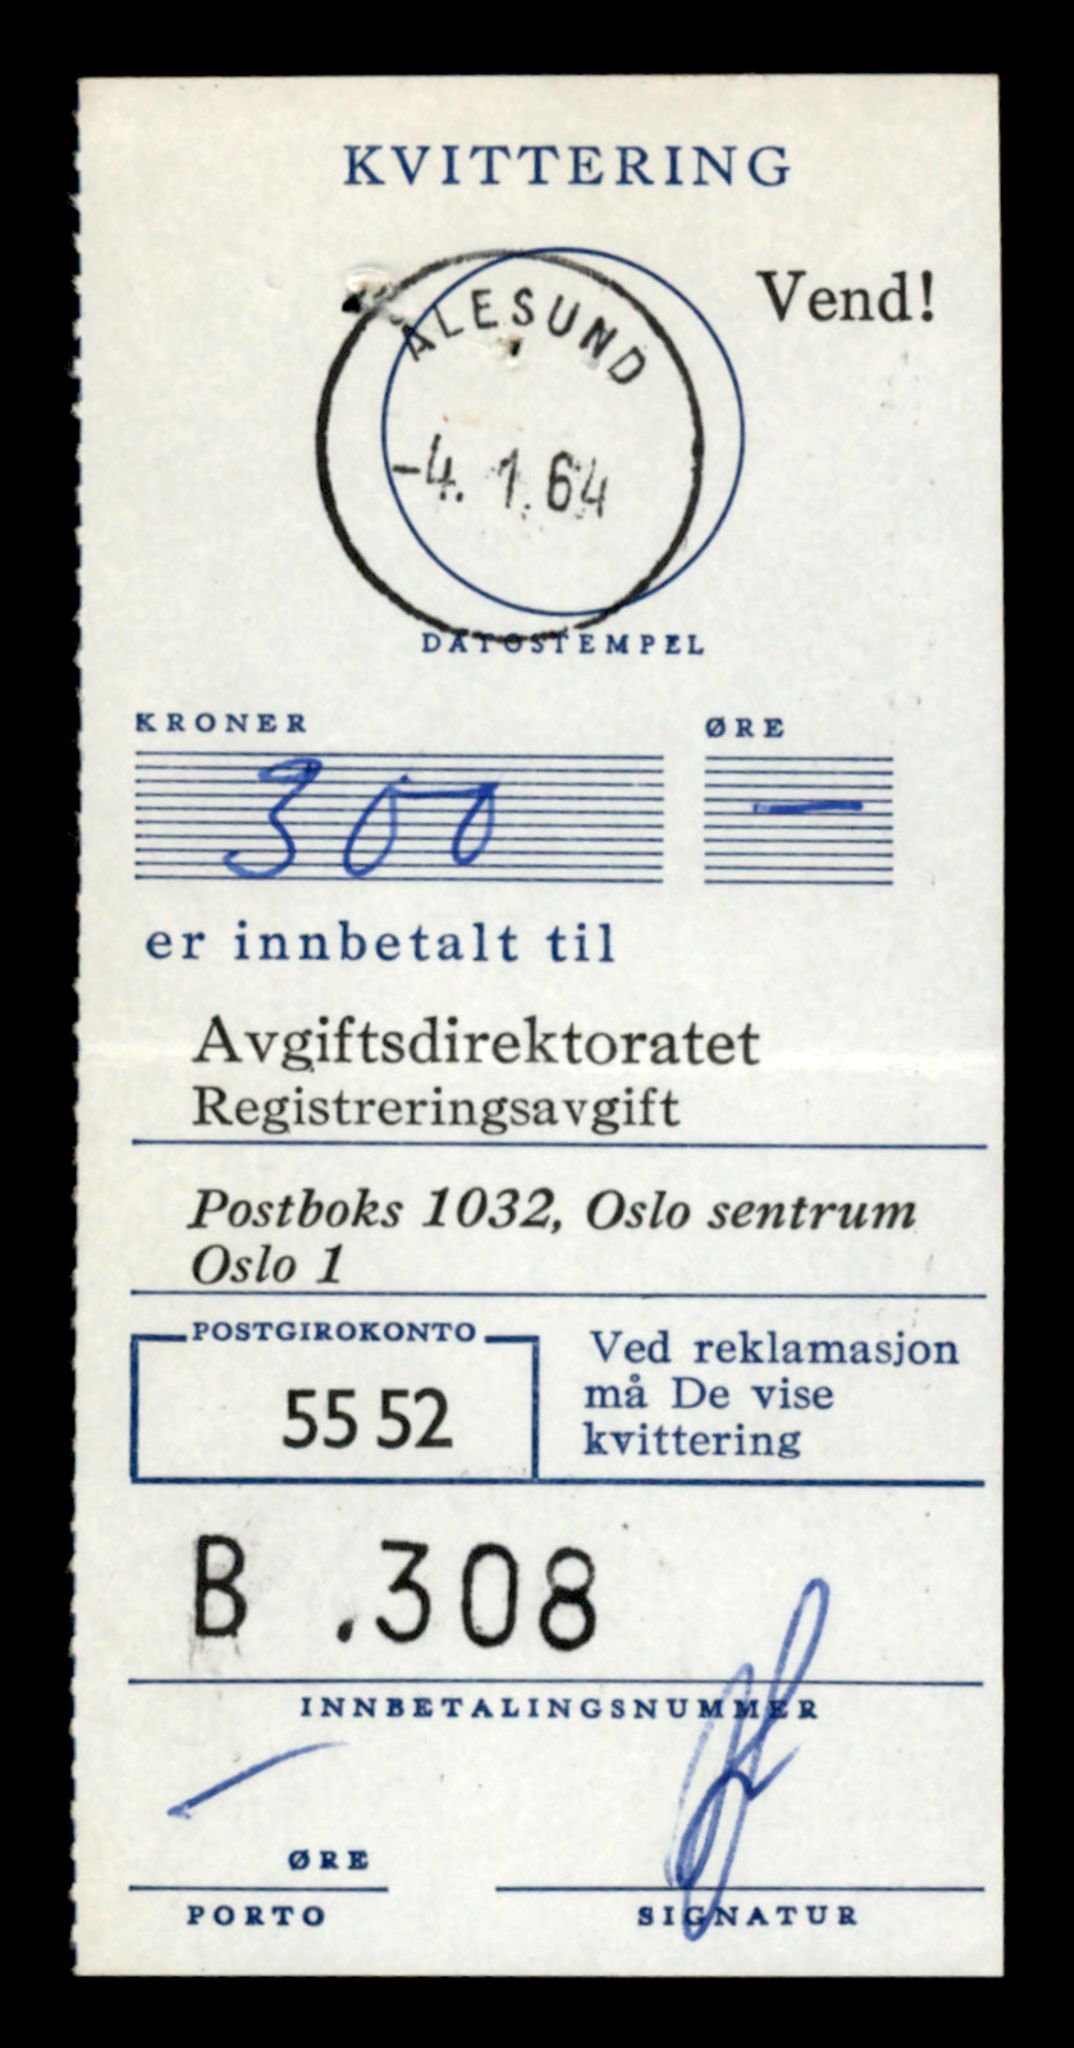 KVITTERING
Vend!
ÅLESUND
-4. 1. 64
DATOSTEMPEL
KRONER ØRE
300 —
er innbetalt til
Avgiftsdirektoratet
Registreringsavgift
Postboks 1032, Oslo sentrum
Oslo 1
POSTGIROKONTO
55 52
Ved reklamasjon
må De vise
kvittering
B .308
INNBETALINGSNUMMER
ØRE
PORTO
SIGNATUR